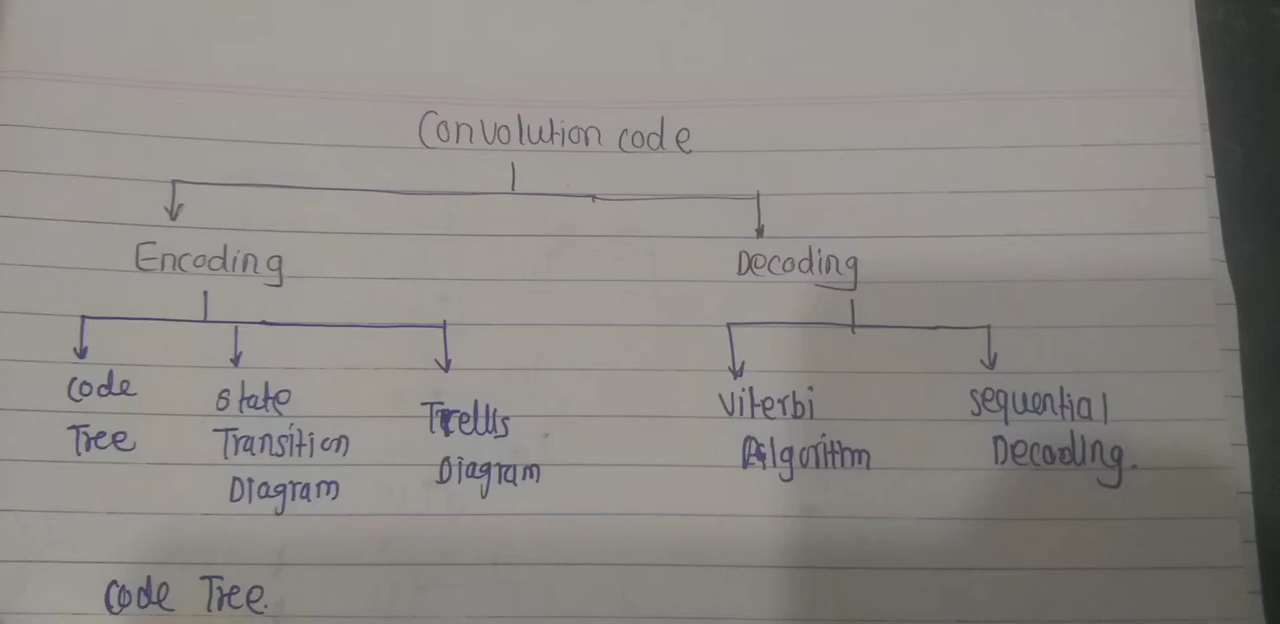 Convolution code
Encoding
Decoding
Code
Tree
State
Transition
Diagram
Trellis
Diagram
Viterbi
Algorithm
Sequential
Decoding.
Code Tree.